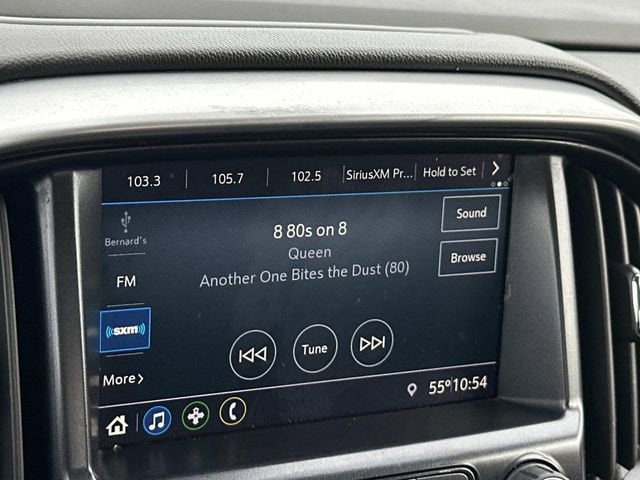 103.3 105.7 102.5 SiriusXM Pr... Hold to Set
Bernard's
8 80s on 8
Sound
Queen
FM
Another One Bites the Dust (80)
Browse
((sxm))
Tune
More
55° 10:54